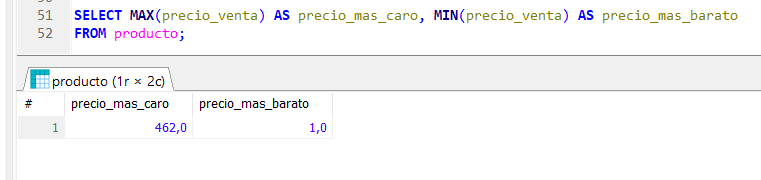 51 SELECT MAX(precio_venta) AS precio_mas_caro, MIN(precio_venta) AS precio_mas_barato
52 FROM producto;
producto (1r × 2c)
# precio_mas_caro precio_mas_barato
1 462,0 1,0